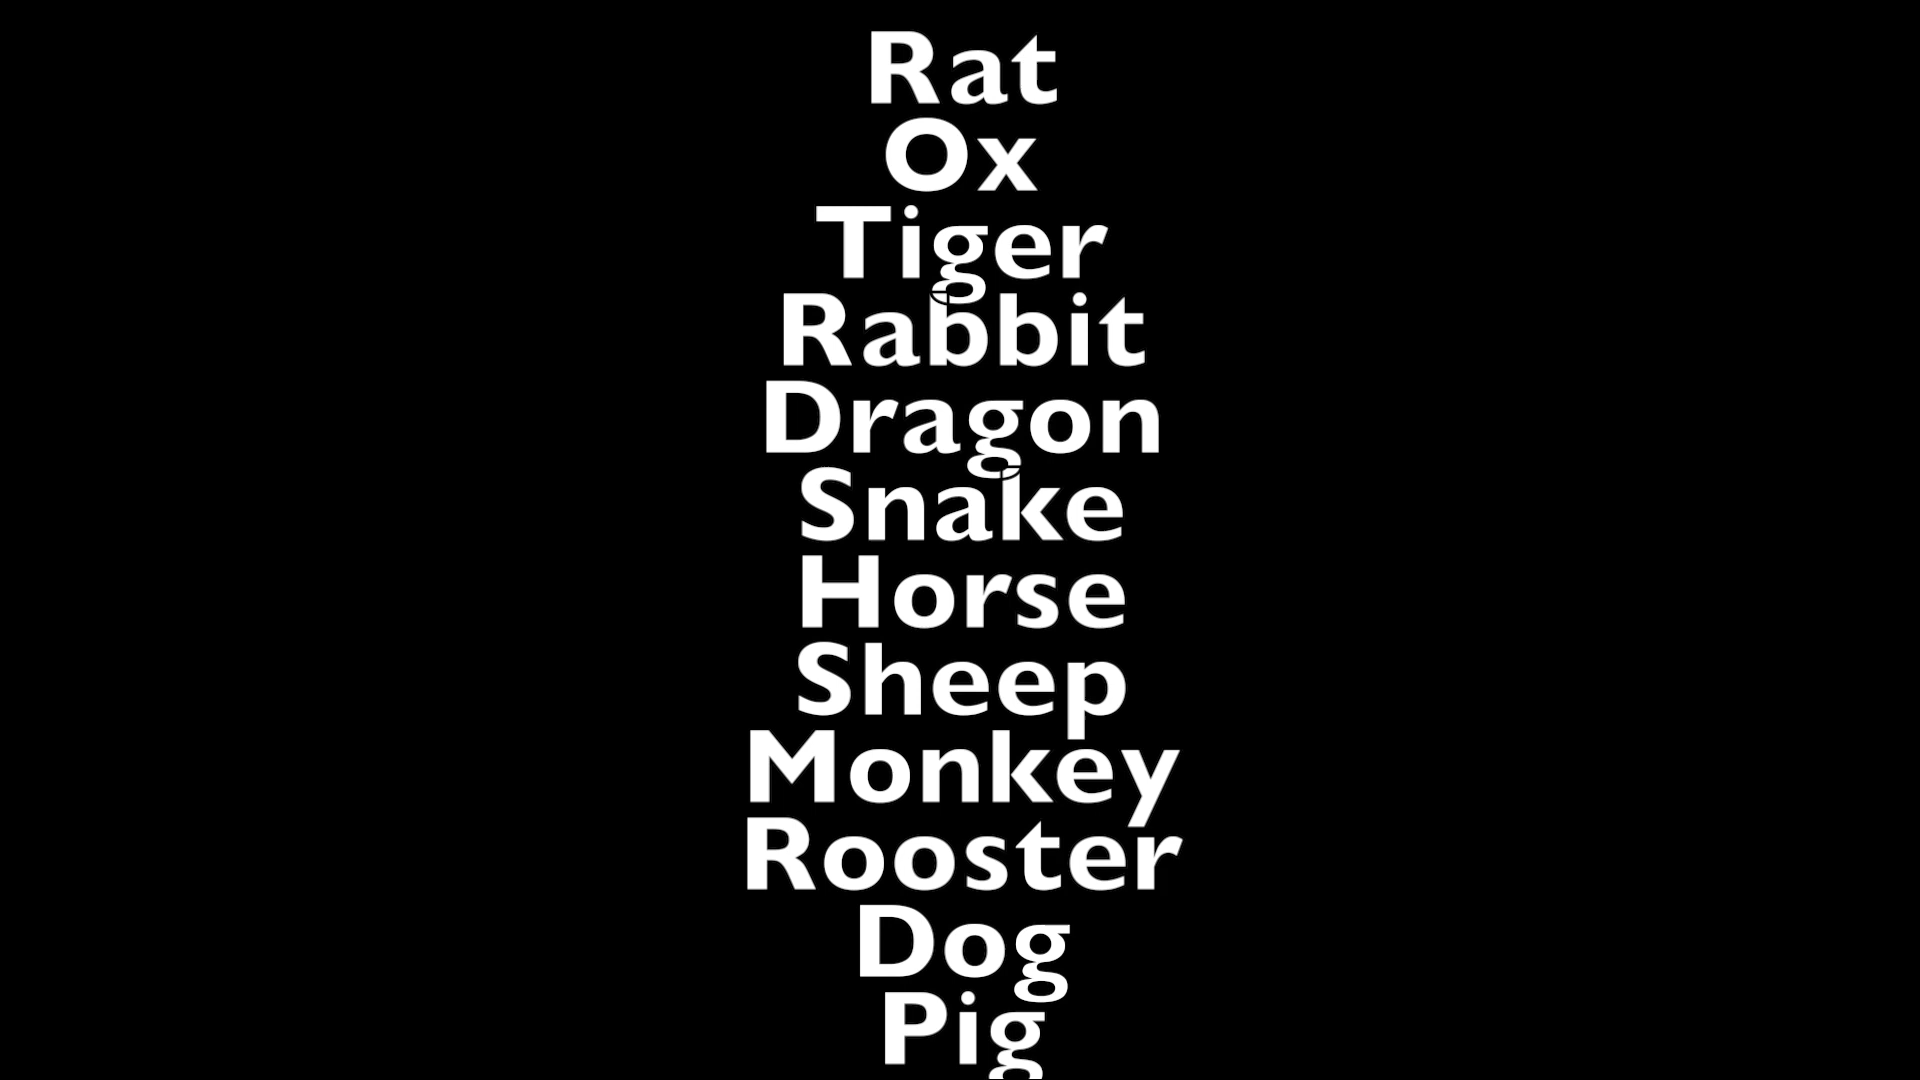 Rat
Ox
Tiger
Rabbit
Dragon
Snake
Horse
Sheep
Monkey
Rooster
Dog
Pig